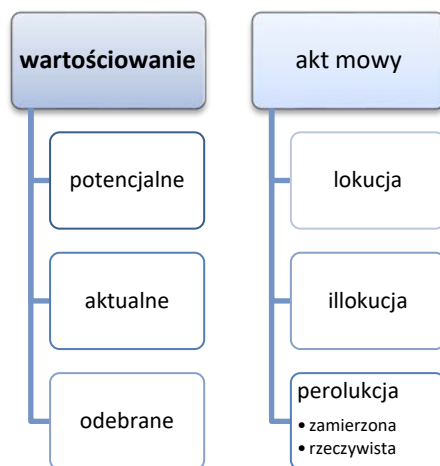 wartościowanie
potencjalne
aktualne
odebrane
akt mowy
lokucja
illokucja
perolukcja
• zamierzona
• rzeczywista